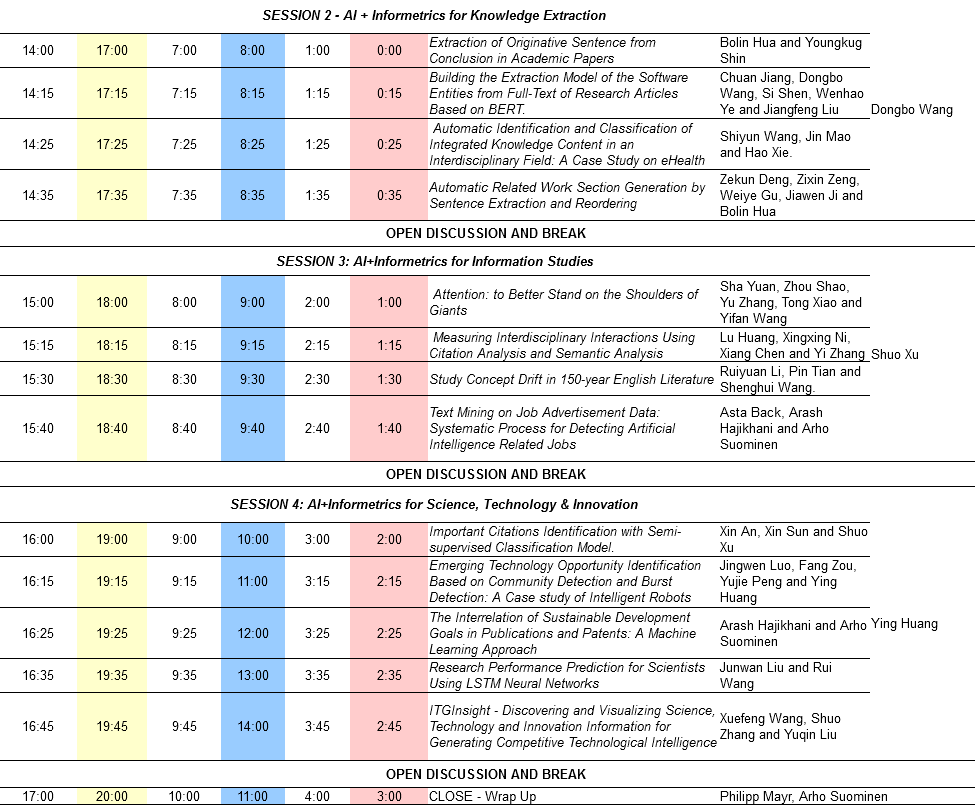 SESSION 2 - AI + Informetrics for Knowledge Extraction
14:00 17:00 7:00 8:00 1:00 0:00 Extraction of Originative Sentence from Bolin Hua and Youngkug
Conclusion in Academic Papers Shin
14:15 17:15 7:15 8:15 1:15 0:15 Building the Extraction Model of the Software Chuan Jiang, Dongbo
Entities from Full-Text of Research Articles Wang, Si Shen, Wenhao
Based on BERT. Ye and Jiangfeng Liu Dongbo Wang
14:25 17:25 7:25 8:25 1:25 0:25 Automatic Identification and Classification of Shiyun Wang, Jin Mao
Integrated Knowledge Content in an and Hao Xie.
Interdisciplinary Field: A Case Study on eHealth
14:35 17:35 7:35 8:35 1:35 0:35 Automatic Related Work Section Generation by Zekun Deng, Zixin Zeng,
Sentence Extraction and Reordering Weiye Gu, Jiawen Ji and
Bolin Hua
OPEN DISCUSSION AND BREAK
SESSION 3: AI+Informetrics for Information Studies
15:00 18:00 8:00 9:00 2:00 1:00 Attention: to Better Stand on the Shoulders of Sha Yuan, Zhou Shao,
Giants Yu Zhang, Tong Xiao and
Yifan Wang
15:15 18:15 8:15 9:15 2:15 1:15 Measuring Interdisciplinary Interactions Using Lu Huang, Xingxing Ni,
Citation Analysis and Semantic Analysis Xiang Chen and Yi Zhang Shuo Xu
15:30 18:30 8:30 9:30 2:30 1:30 Study Concept Drift in 150-year English Literature Ruiyuan Li, Pin Tian and
Shenghui Wang.
15:40 18:40 8:40 9:40 2:40 1:40 Text Mining on Job Advertisement Data: Asta Back, Arash
Systematic Process for Detecting Artificial Hajikhani and Arho
Intelligence Related Jobs Suominen
OPEN DISCUSSION AND BREAK
SESSION 4: AI+Informetrics for Science, Technology & Innovation
16:00 19:00 9:00 10:00 3:00 2:00 Important Citations Identification with Semi- Xin An, Xin Sun and Shuo
supervised Classification Model. Xu
16:15 19:15 9:15 11:00 3:15 2:15 Emerging Technology Opportunity Identification Jingwen Luo, Fang Zou,
Based on Community Detection and Burst Yujie Peng and Ying
Detection: A Case study of Intelligent Robots Huang
16:25 19:25 9:25 12:00 3:25 2:25 The Interrelation of Sustainable Development Arash Hajikhani and Arho Ying Huang
Goals in Publications and Patents: A Machine Suominen
Learning Approach
16:35 19:35 9:35 13:00 3:35 2:35 Research Performance Prediction for Scientists Junwan Liu and Rui
Using LSTM Neural Networks Wang
16:45 19:45 9:45 14:00 3:45 2:45 ITGInsight - Discovering and Visualizing Science, Xuefeng Wang, Shuo
Technology and Innovation Information for Zhang and Yuqin Liu
Generating Competitive Technological Intelligence
OPEN DISCUSSION AND BREAK
17:00 20:00 10:00 11:00 4:00 3:00 CLOSE - Wrap Up Philipp Mayr, Arho Suominen